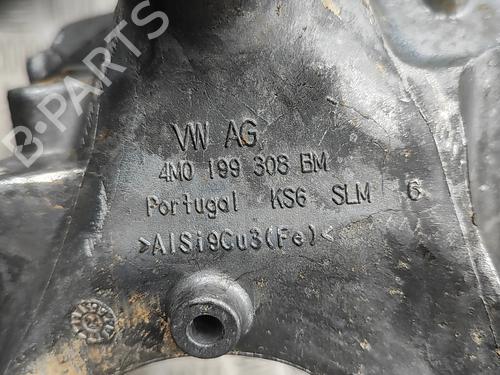 VW AG
4M0 199 308 BM
Portugal KS6 SLM 6
>AlSi9Cu3(Fe)<
B-PARTS